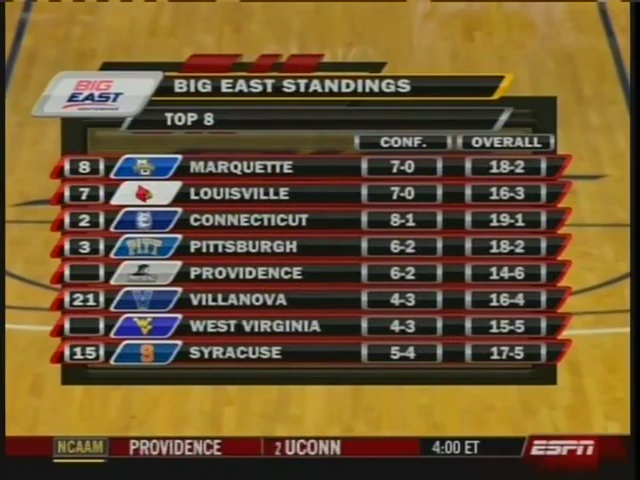 BIG EAST
BIG EAST STANDINGS
TOP 8
CONF. OVERALL
8 MARQUETTE 7-0 18-2
7 LOUISVILLE 7-0 16-3
2 CONNECTICUT 8-1 19-1
3 PITT PITTSBURGH 6-2 18-2
PROVIDENCE 6-2 14-6
21 V VILLANOVA 4-3 16-4
WV WEST VIRGINIA 4-3 15-5
15 S SYRACUSE 5-4 17-5
NCAAM PROVIDENCE 2 UCONN 4:00 ET ESPN